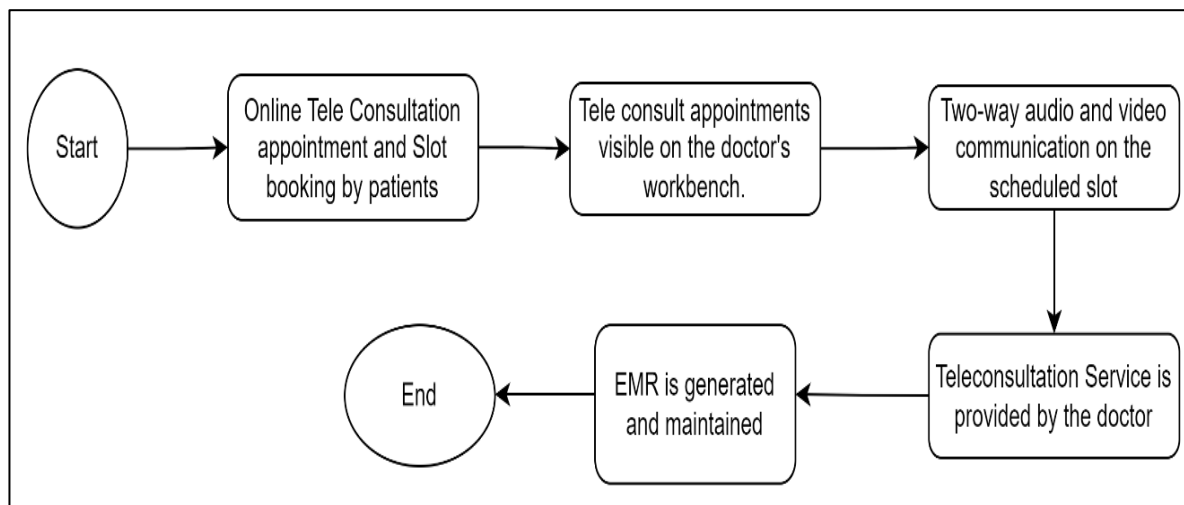 Start
Online Tele Consultation
appointment and Slot
booking by patients
Tele consult appointments
visible on the doctor's
workbench.
Two-way audio and video
communication on the
scheduled slot
Teleconsultation Service is
provided by the doctor
EMR is generated
and maintained
End